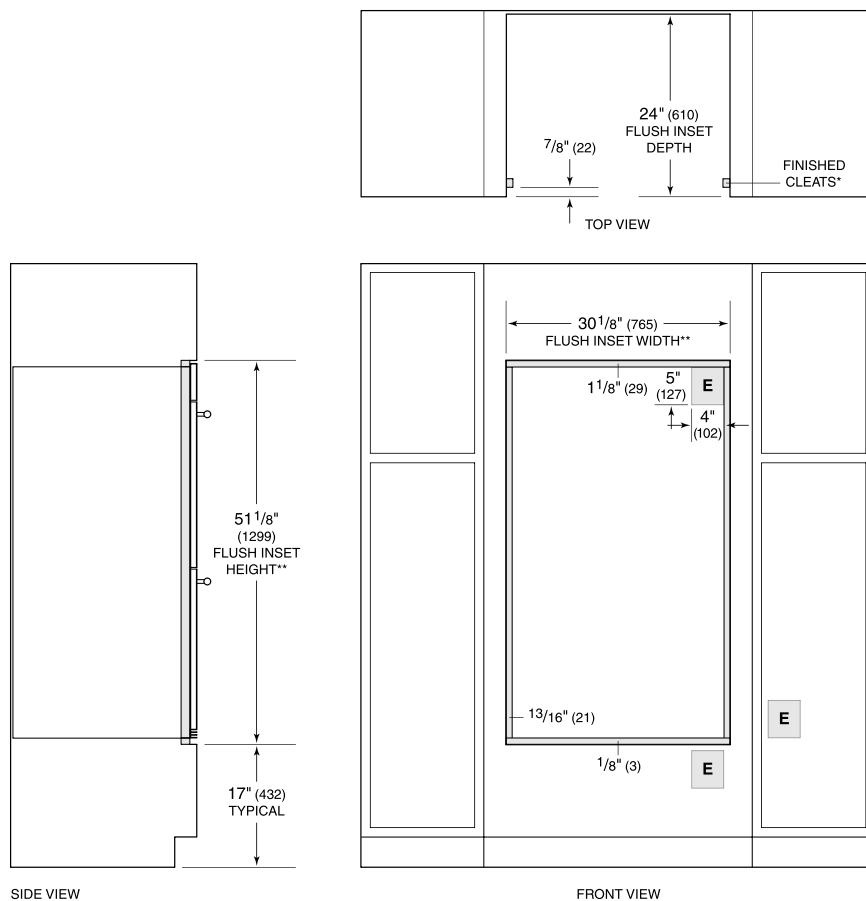 24" (610)
FLUSH INSET
DEPTH
7/8" (22)
FINISHED
CLEATS*
TOP VIEW
30 1/8" (765)
FLUSH INSET WIDTH**
1 1/8" (29)
5"
(127)
E
4"
(102)
51 1/8"
(1299)
FLUSH INSET
HEIGHT**
13/16" (21)
E
1/8" (3)
E
17" (432)
TYPICAL
SIDE VIEW
FRONT VIEW